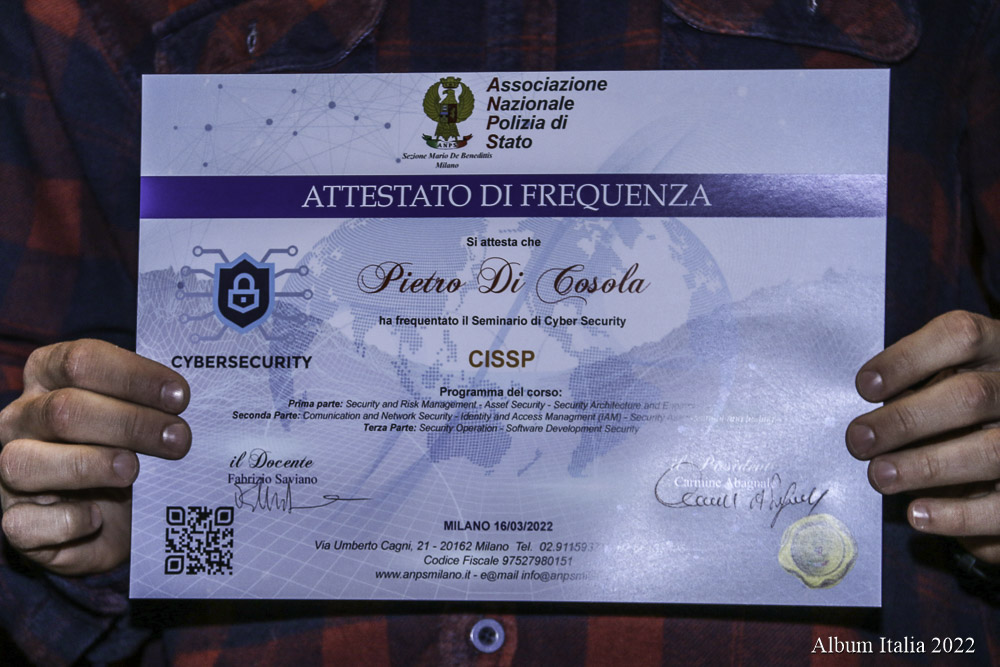 Associazione
Nazionale
Polizia di
Stato
ANPS
Sezione Mario De Benedittis
Milano
ATTESTATO DI FREQUENZA
Si attesta che
Pietro Di Cosola
ha frequentato il Seminario di Cyber Security
CYBERSECURITY
CISSP
Programma del corso:
Prima parte: Security and Risk Management - Asset Security - Security Architecture and
Seconda Parte: Comunication and Network Security - Identity and Access Managment (IAM) - Security
Terza Parte: Security Operation - Software Development Security
il Docente
Fabrizio Saviano
il Presidente
Carmine Abagnale
MILANO 16/03/2022
Via Umberto Cagni, 21 - 20162 Milano Tel.
Codice Fiscale 97527980151
www.anpsmilano.it - e@mail
Album Italia 2022